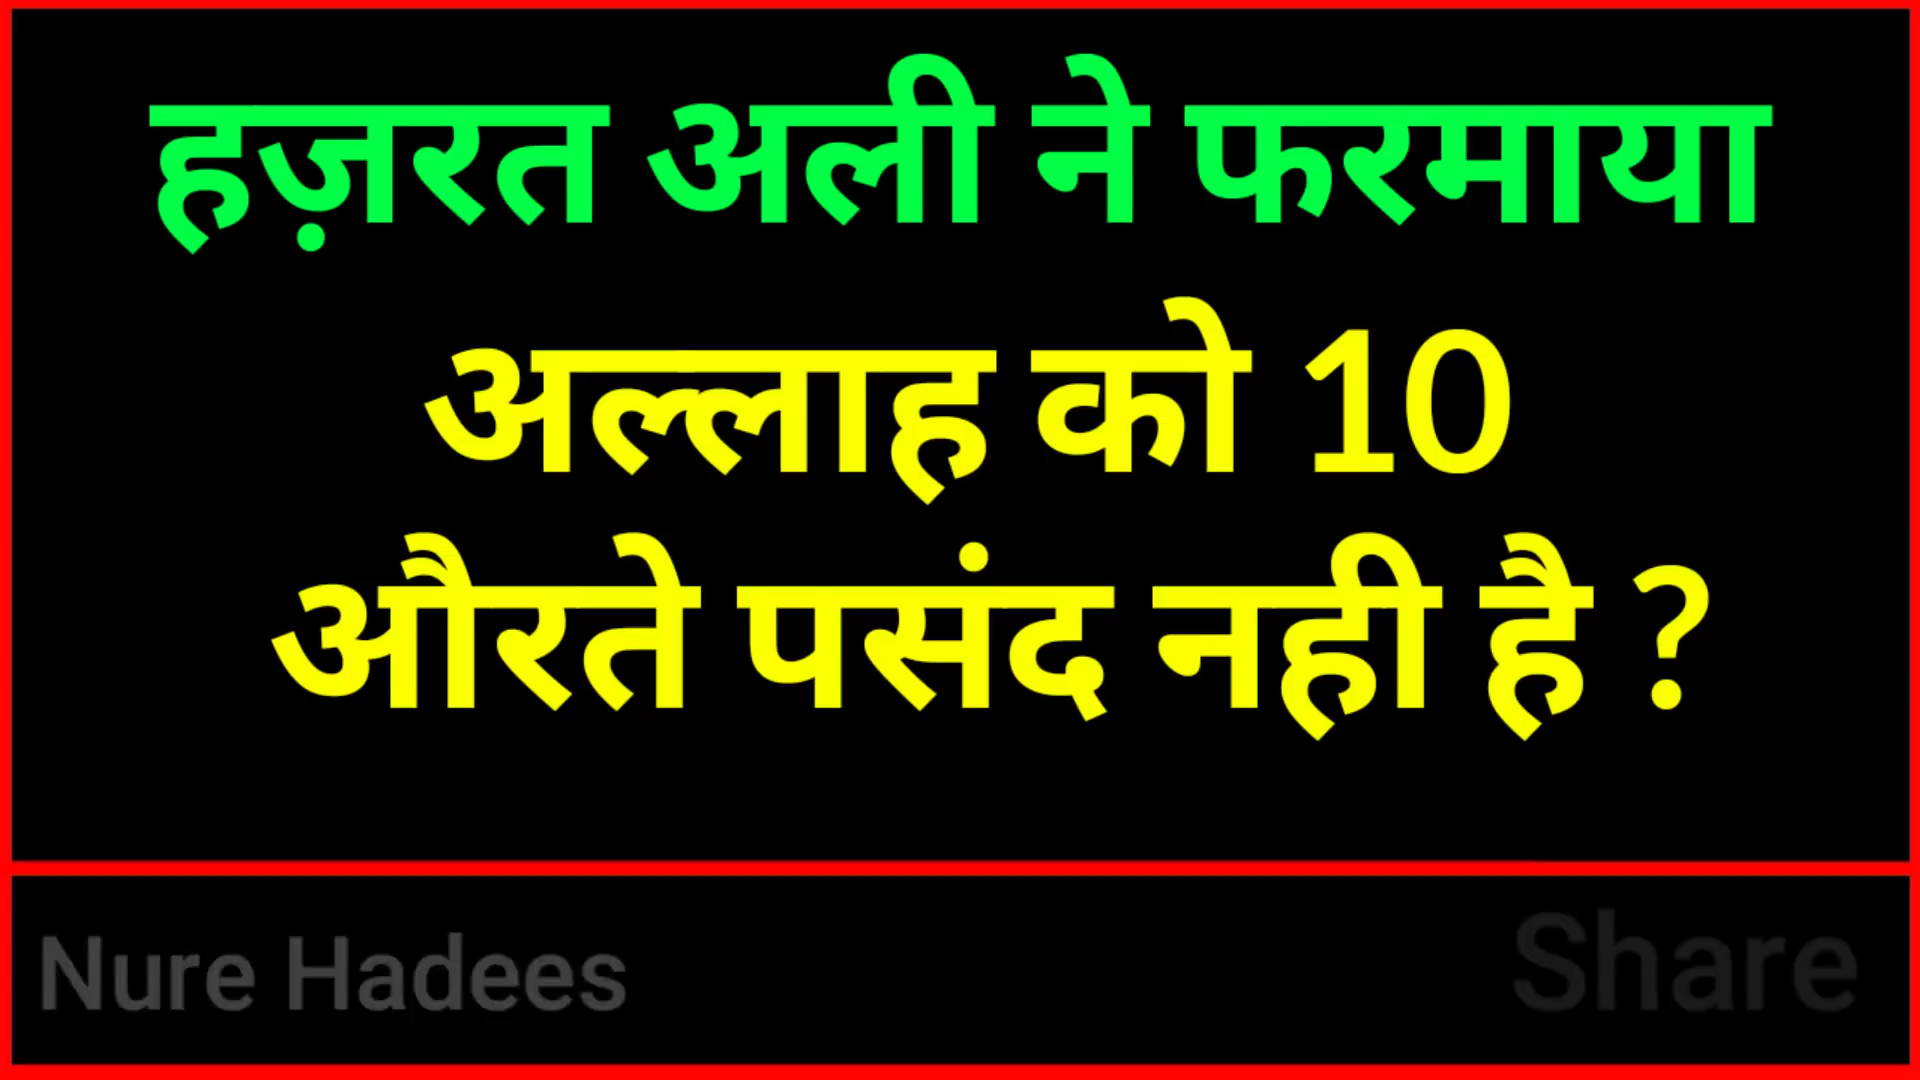 हज़रत अली ने फरमाया
अल्लाह को 10
औरते पसंद नही है ?
Nure Hadees
Share